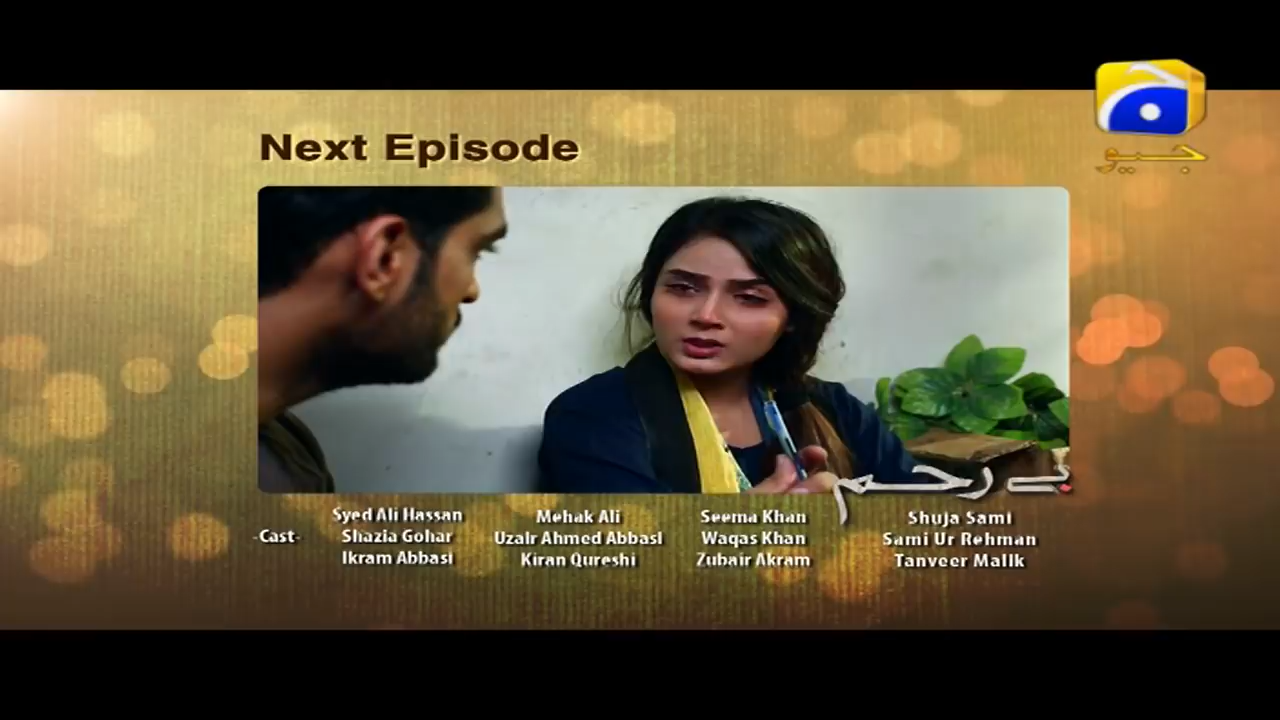 Next Episode
جیو
بے رحم
-Cast-
Syed Ali Hassan
Shazia Gohar
Ikram Abbasi
Mehak Ali
Uzair Ahmed Abbasi
Kiran Qureshi
Seema Khan
Waqas Khan
Zubair Akram
Shuja Sami
Sami Ur Rehman
Tanveer Malik